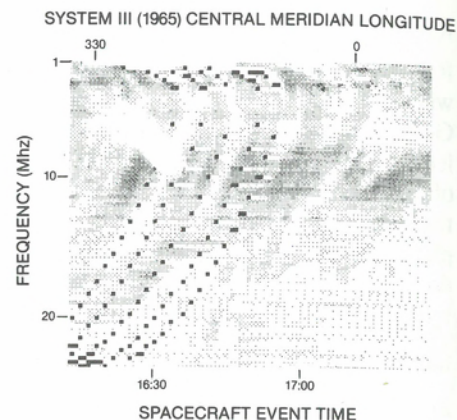 SYSTEM III (1965) CENTRAL MERIDIAN LONGITUDE
330 0
1
10
20
FREQUENCY (Mhz)
16:30 17:00
SPACECRAFT EVENT TIME